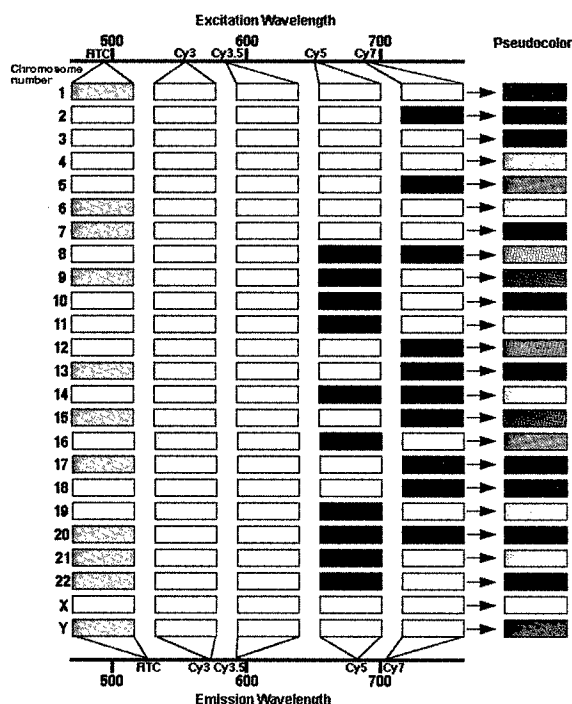 Excitation Wavelength
500 600 700
FITC Cy3 Cy3.5 Cy5 Cy7
Pseudocolor
Chromosome
number
1
2
3
4
5
6
7
8
9
10
11
12
13
14
15
16
17
18
19
20
21
22
X
Y
FITC Cy3 Cy3.5 Cy5 Cy7
500 600 700
Emission Wavelength